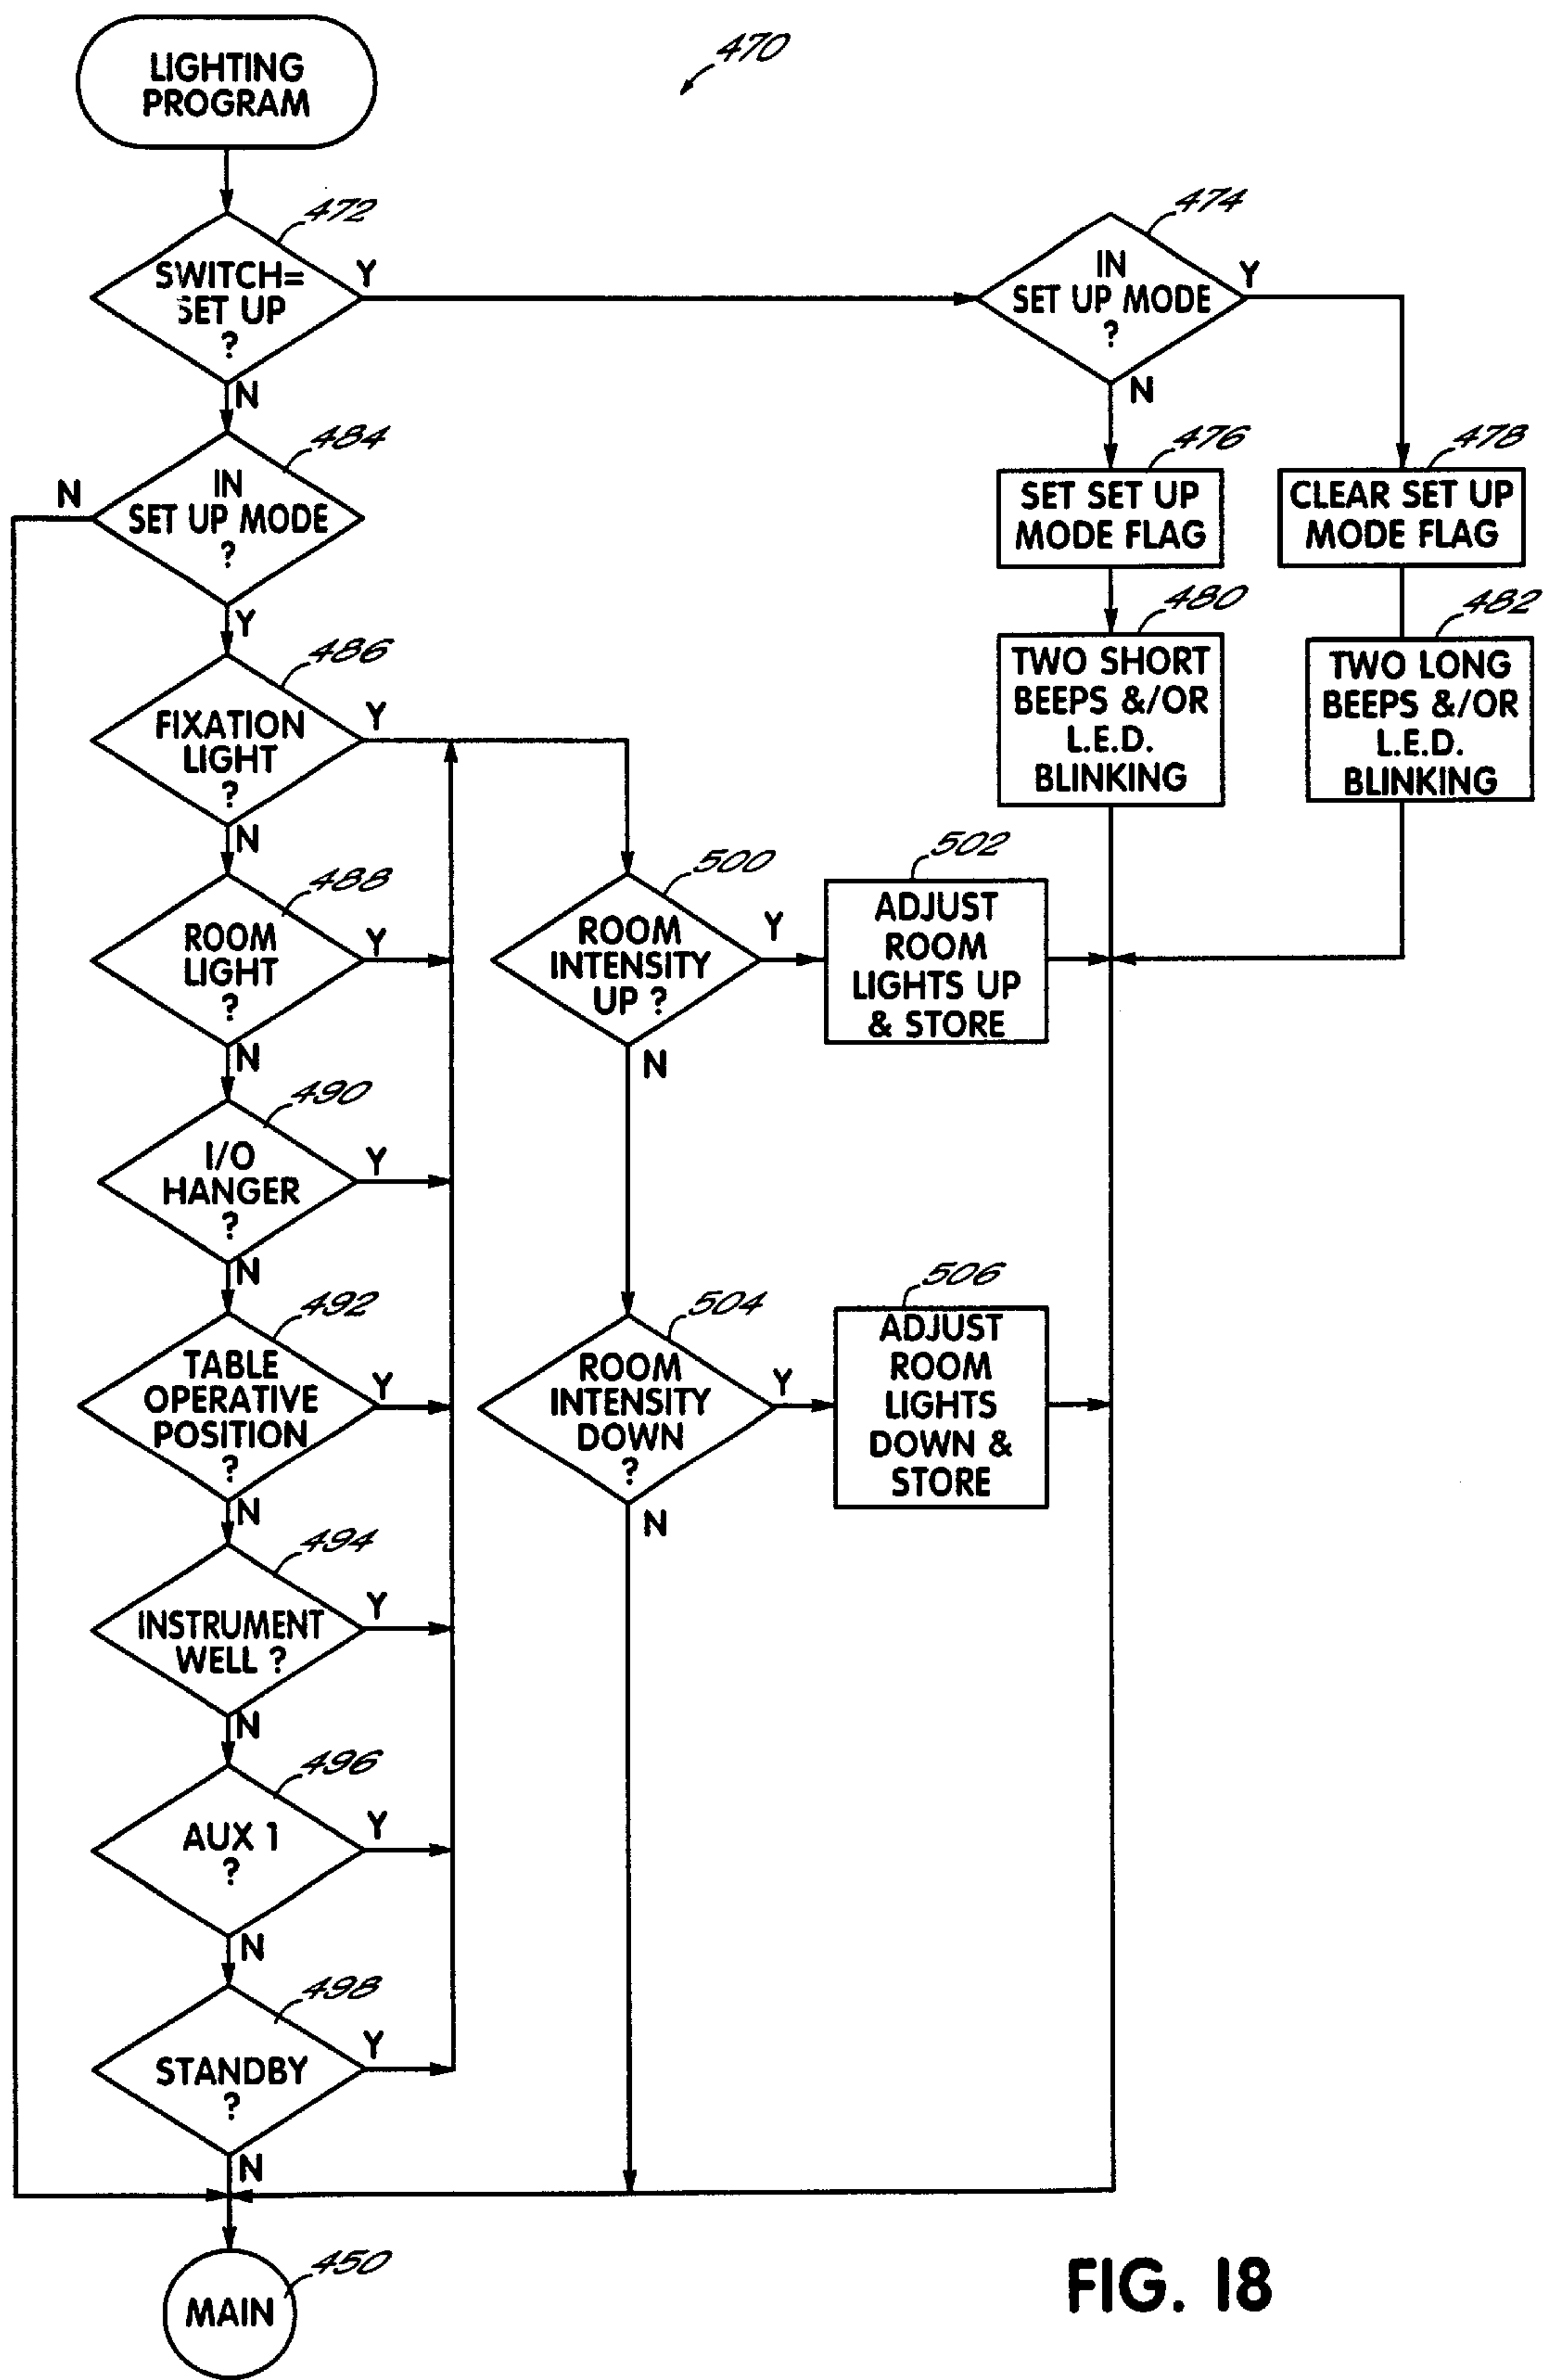 LIGHTING
PROGRAM
470
472
SWITCH=
SET UP
?
Y
N
474
IN
SET UP MODE
?
Y
N
484
IN
SET UP MODE
?
N
Y
476
SET SET UP
MODE FLAG
478
CLEAR SET UP
MODE FLAG
480
TWO SHORT
BEEPS &/OR
L.E.D.
BLINKING
482
TWO LONG
BEEPS &/OR
L.E.D.
BLINKING
486
FIXATION
LIGHT
?
Y
N
488
ROOM
LIGHT
?
Y
N
500
ROOM
INTENSITY
UP ?
Y
N
502
ADJUST
ROOM
LIGHTS UP
& STORE
490
I/O
HANGER
?
Y
N
492
TABLE
OPERATIVE
POSITION
?
Y
N
504
ROOM
INTENSITY
DOWN
?
Y
N
506
ADJUST
ROOM
LIGHTS
DOWN &
STORE
494
INSTRUMENT
WELL ?
Y
N
496
AUX 1
?
Y
N
498
STANDBY
?
Y
N
450
MAIN
FIG. 18